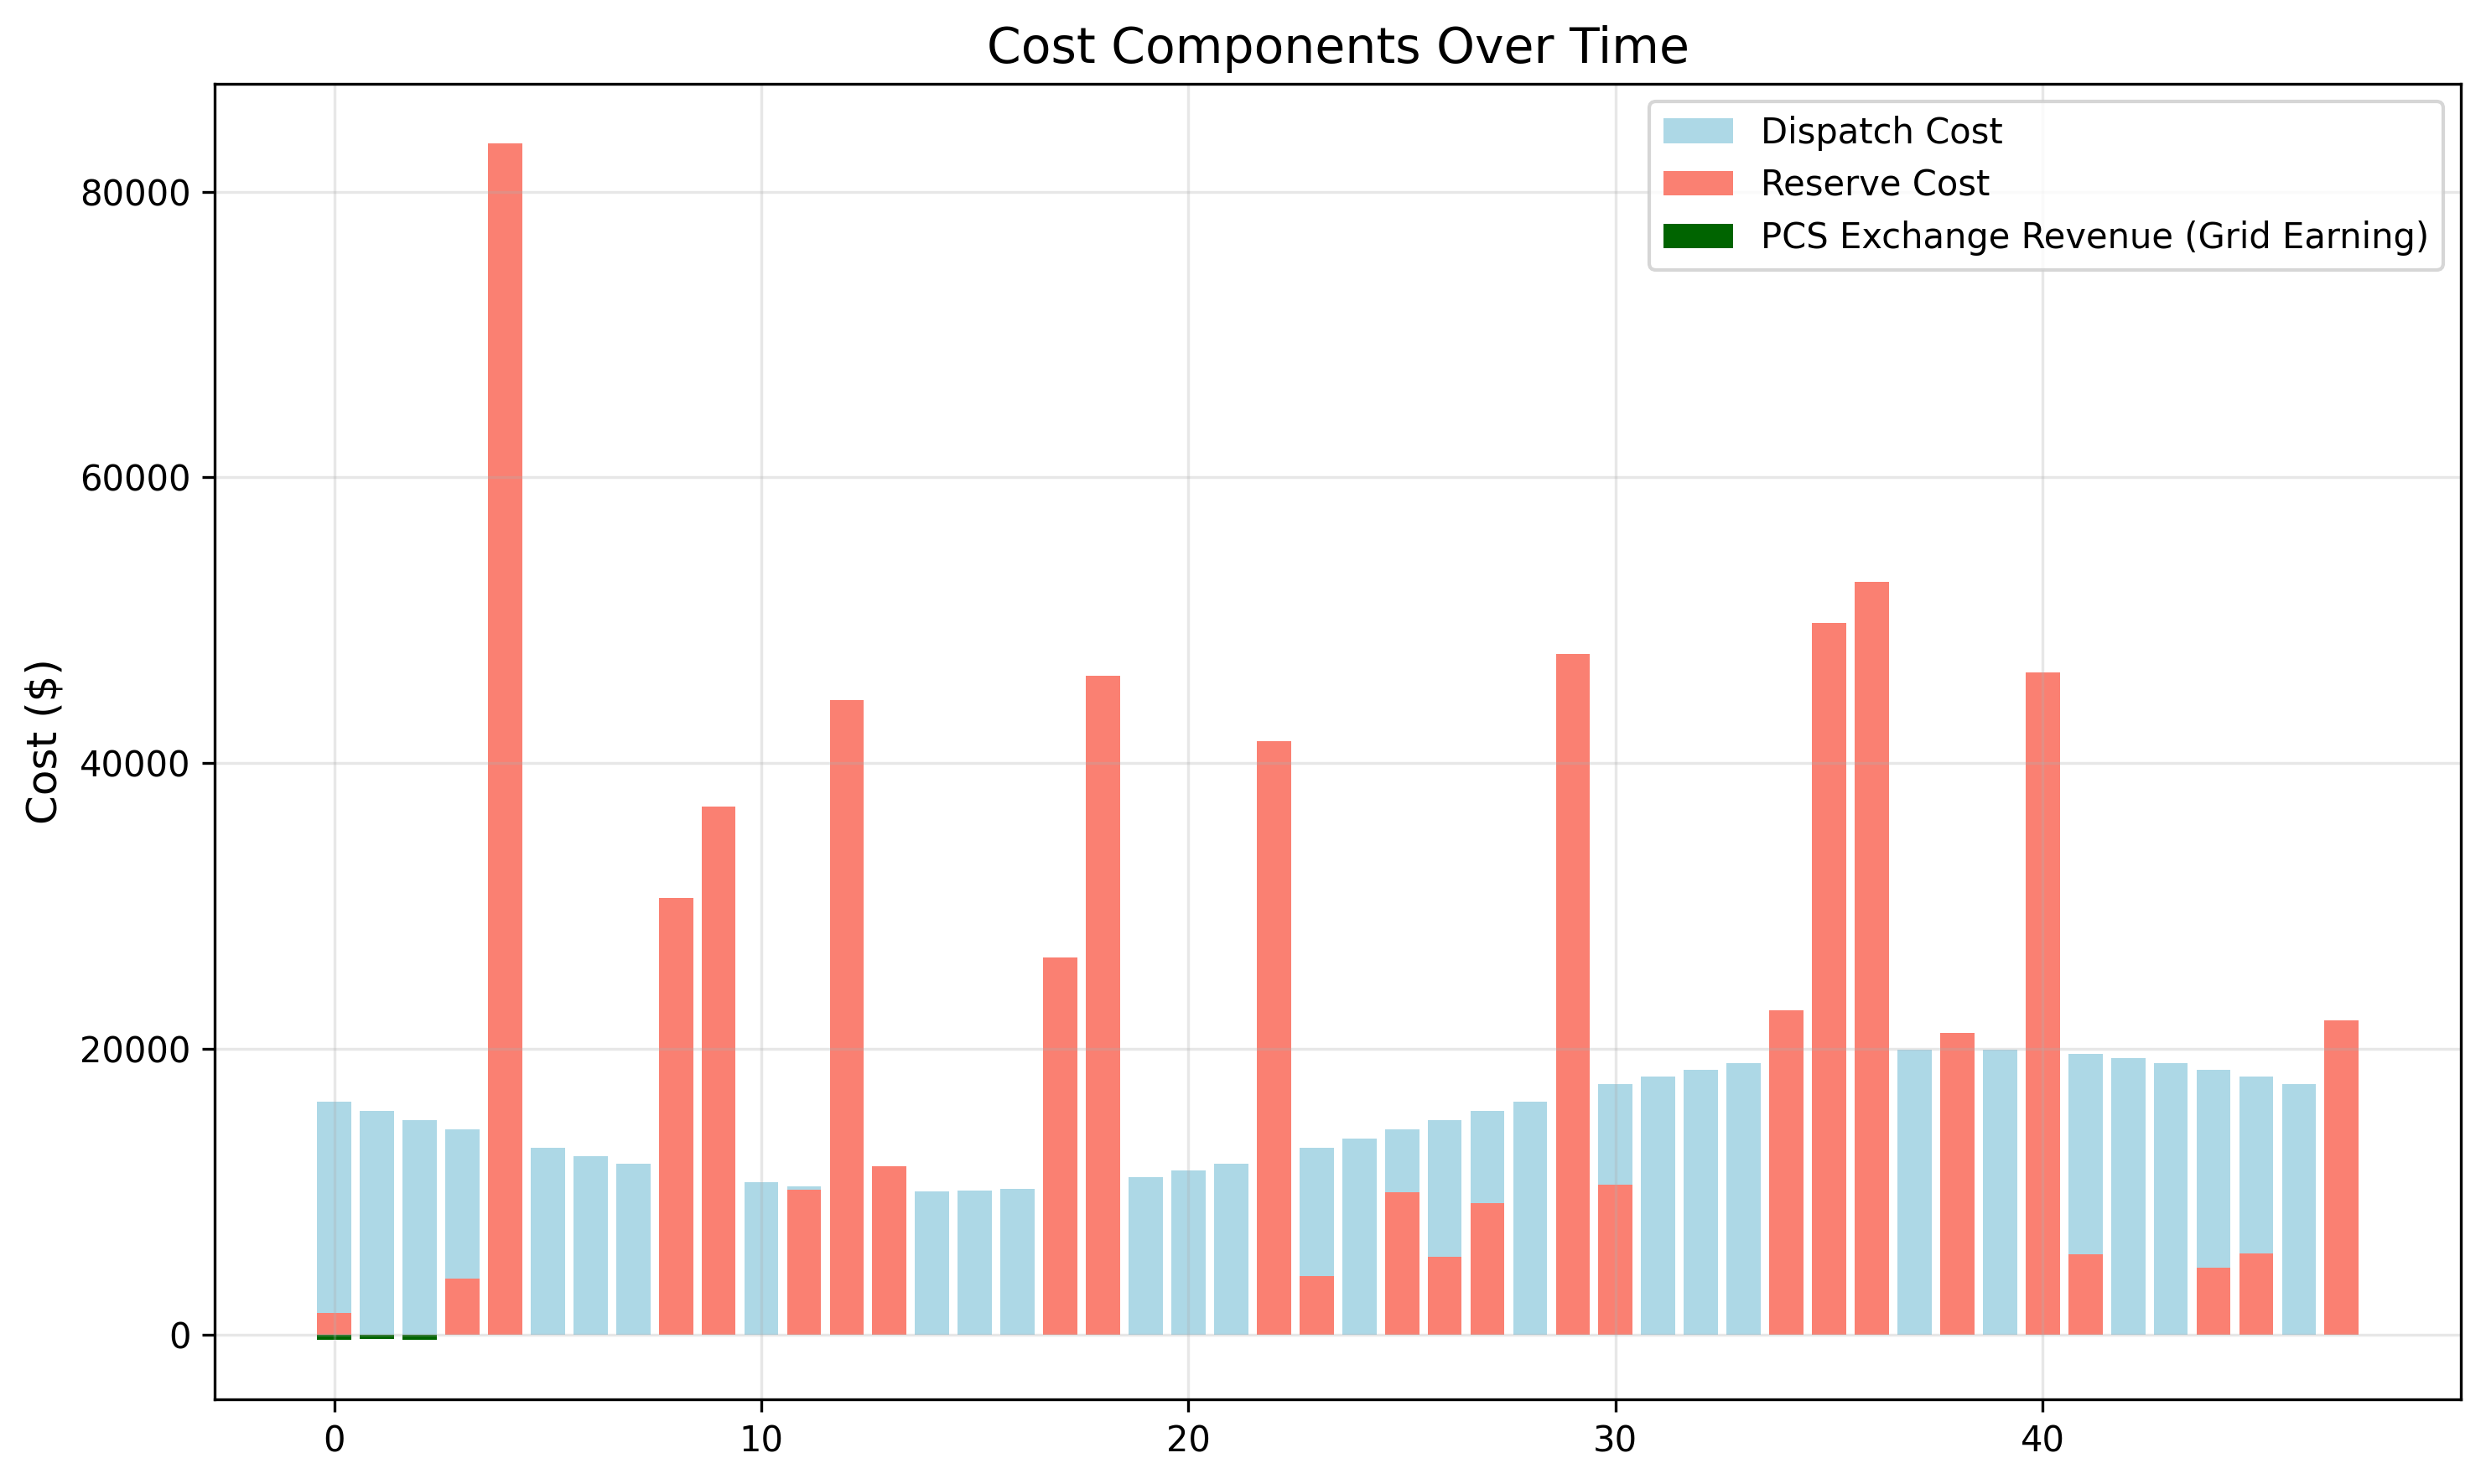 Cost Components Over Time
Dispatch Cost
Reserve Cost
PCS Exchange Revenue (Grid Earning)
Cost ($)
80000
60000
40000
20000
0
0 10 20 30 40